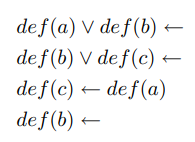 def(a) ∨ def(b) ←
def(b) ∨ def(c) ←
def(c) ← def(a)
def(b) ←